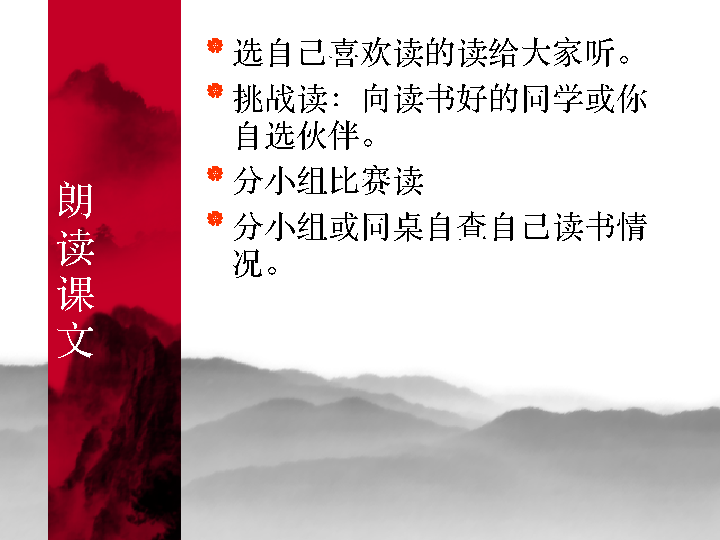 朗读课文
选自己喜欢读的读给大家听。
挑战读：向读书好的同学或你
自选伙伴。
分小组比赛读
分小组或同桌自查自己读书情
况。